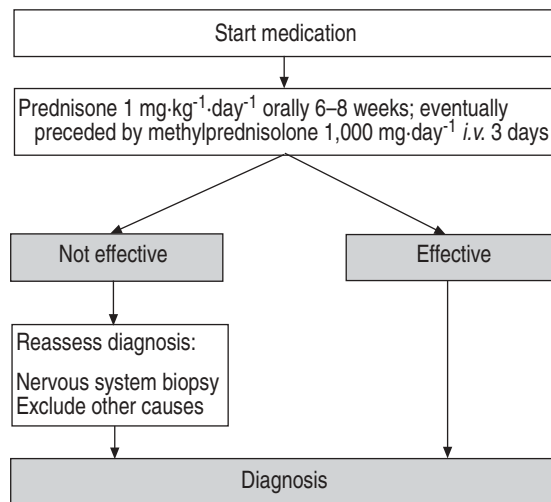 Start medication
Prednisone 1 mg·kg⁻¹·day⁻¹ orally 6–8 weeks; eventually
preceded by methylprednisolone 1,000 mg·day⁻¹ i.v. 3 days
Not effective
Effective
Reassess diagnosis:
Nervous system biopsy
Exclude other causes
Diagnosis